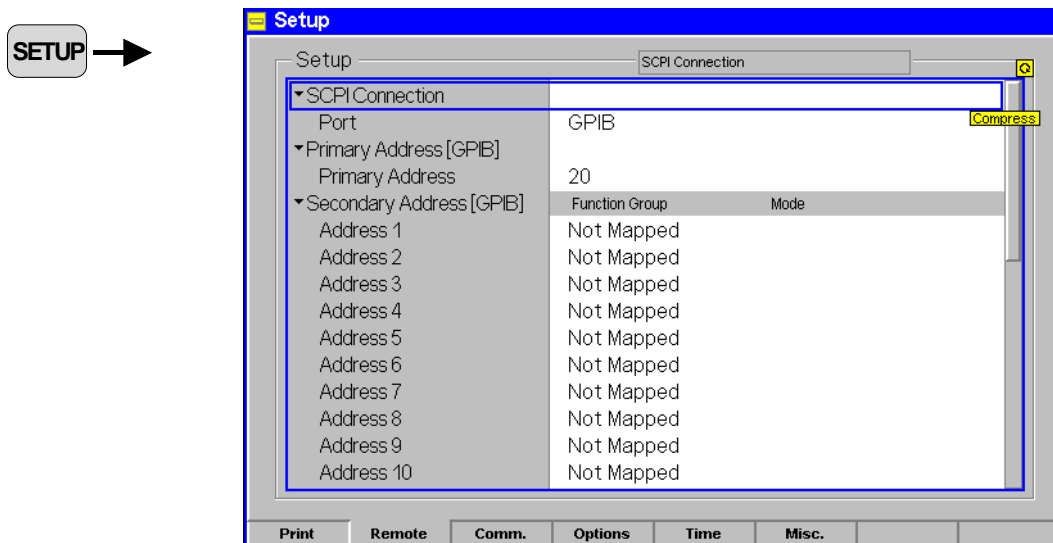 SETUP
Setup
Setup
SCPI Connection
SCPI Connection
Compress
Port GPIB
Primary Address [GPIB]
Primary Address 20
Secondary Address [GPIB] Function Group Mode
Address 1 Not Mapped
Address 2 Not Mapped
Address 3 Not Mapped
Address 4 Not Mapped
Address 5 Not Mapped
Address 6 Not Mapped
Address 7 Not Mapped
Address 8 Not Mapped
Address 9 Not Mapped
Address 10 Not Mapped
Print Remote Comm. Options Time Misc.